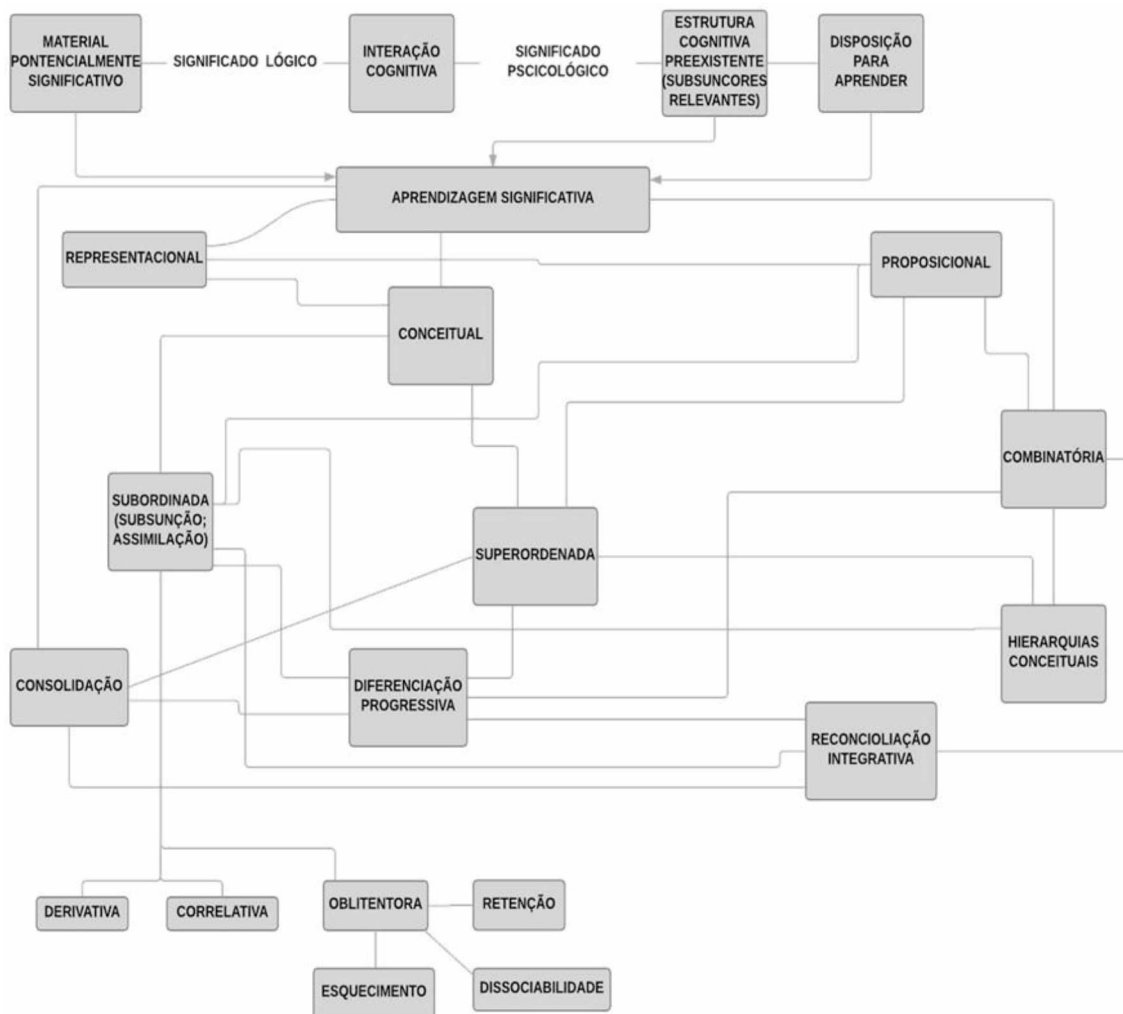 MATERIAL
PONTENCIALMENTE
SIGNIFICATIVO
SIGNIFICADO LÓGICO
INTERAÇÃO
COGNITIVA
SIGNIFICADO
PSCICOLÓGICO
ESTRUTURA
COGNITIVA
PREEXISTENTE
(SUBSUNCORES
RELEVANTES)
DISPOSIÇÃO
PARA
APRENDER
APRENDIZAGEM SIGNIFICATIVA
REPRESENTACIONAL
PROPOSICIONAL
CONCEITUAL
COMBINATÓRIA
SUBORDINADA
(SUBSUNÇÃO;
ASSIMILAÇÃO)
SUPERORDENADA
HIERARQUIAS
CONCEITUAIS
CONSOLIDAÇÃO
DIFERENCIAÇÃO
PROGRESSIVA
RECONCIOLIAÇÃO
INTEGRATIVA
DERIVATIVA
CORRELATIVA
OBLITENTORA
RETENÇÃO
ESQUECIMENTO
DISSOCIABILIDADE